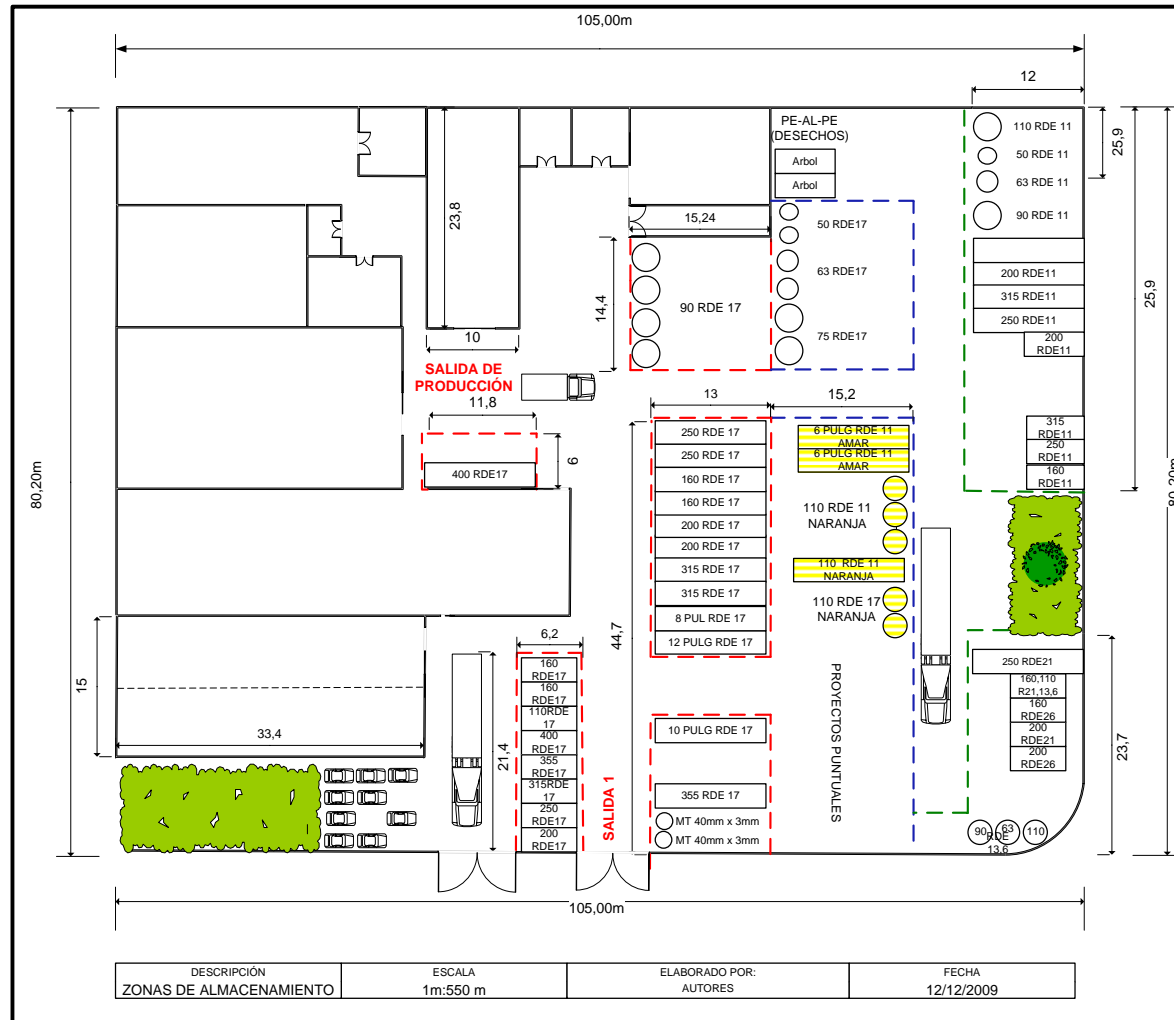 105,00m
12
PE-AL-PE
(DESECHOS)
Arbol
Arbol
110 RDE 11
50 RDE 11
63 RDE 11
90 RDE 11
25,9
23,8
15,24
50 RDE17
63 RDE17
75 RDE17
14,4
90 RDE 17
200 RDE11
315 RDE11
250 RDE11
200
RDE11
25,9
10
SALIDA DE
PRODUCCIÓN
11,8
6
400 RDE17
13
15,2
250 RDE 17
250 RDE 17
160 RDE 17
160 RDE 17
200 RDE 17
200 RDE 17
315 RDE 17
315 RDE 17
8 PUL RDE 17
12 PULG RDE 17
6 PULG RDE 11
AMAR
6 PULG RDE 11
AMAR
110 RDE 11
NARANJA
110 RDE 11
NARANJA
110 RDE 17
NARANJA
315
RDE11
250
RDE11
160
RDE11
80,20m
80,20m
44,7
15
33,4
6,2
21,4
160
RDE17
160
RDE17
110RDE
17
400
RDE17
355
RDE17
315RDE
17
250
RDE17
200
RDE17
SALIDA 1
10 PULG RDE 17
355 RDE 17
MT 40mm x 3mm
MT 40mm x 3mm
PROYECTOS PUNTUALES
250 RDE21
160,110
R21,13,6
160
RDE26
200
RDE21
200
RDE26
23,7
90
63
110
RDE
13,6
105,00m
DESCRIPCIÓN
ZONAS DE ALMACENAMIENTO
ESCALA
1m:550 m
ELABORADO POR:
AUTORES
FECHA
12/12/2009